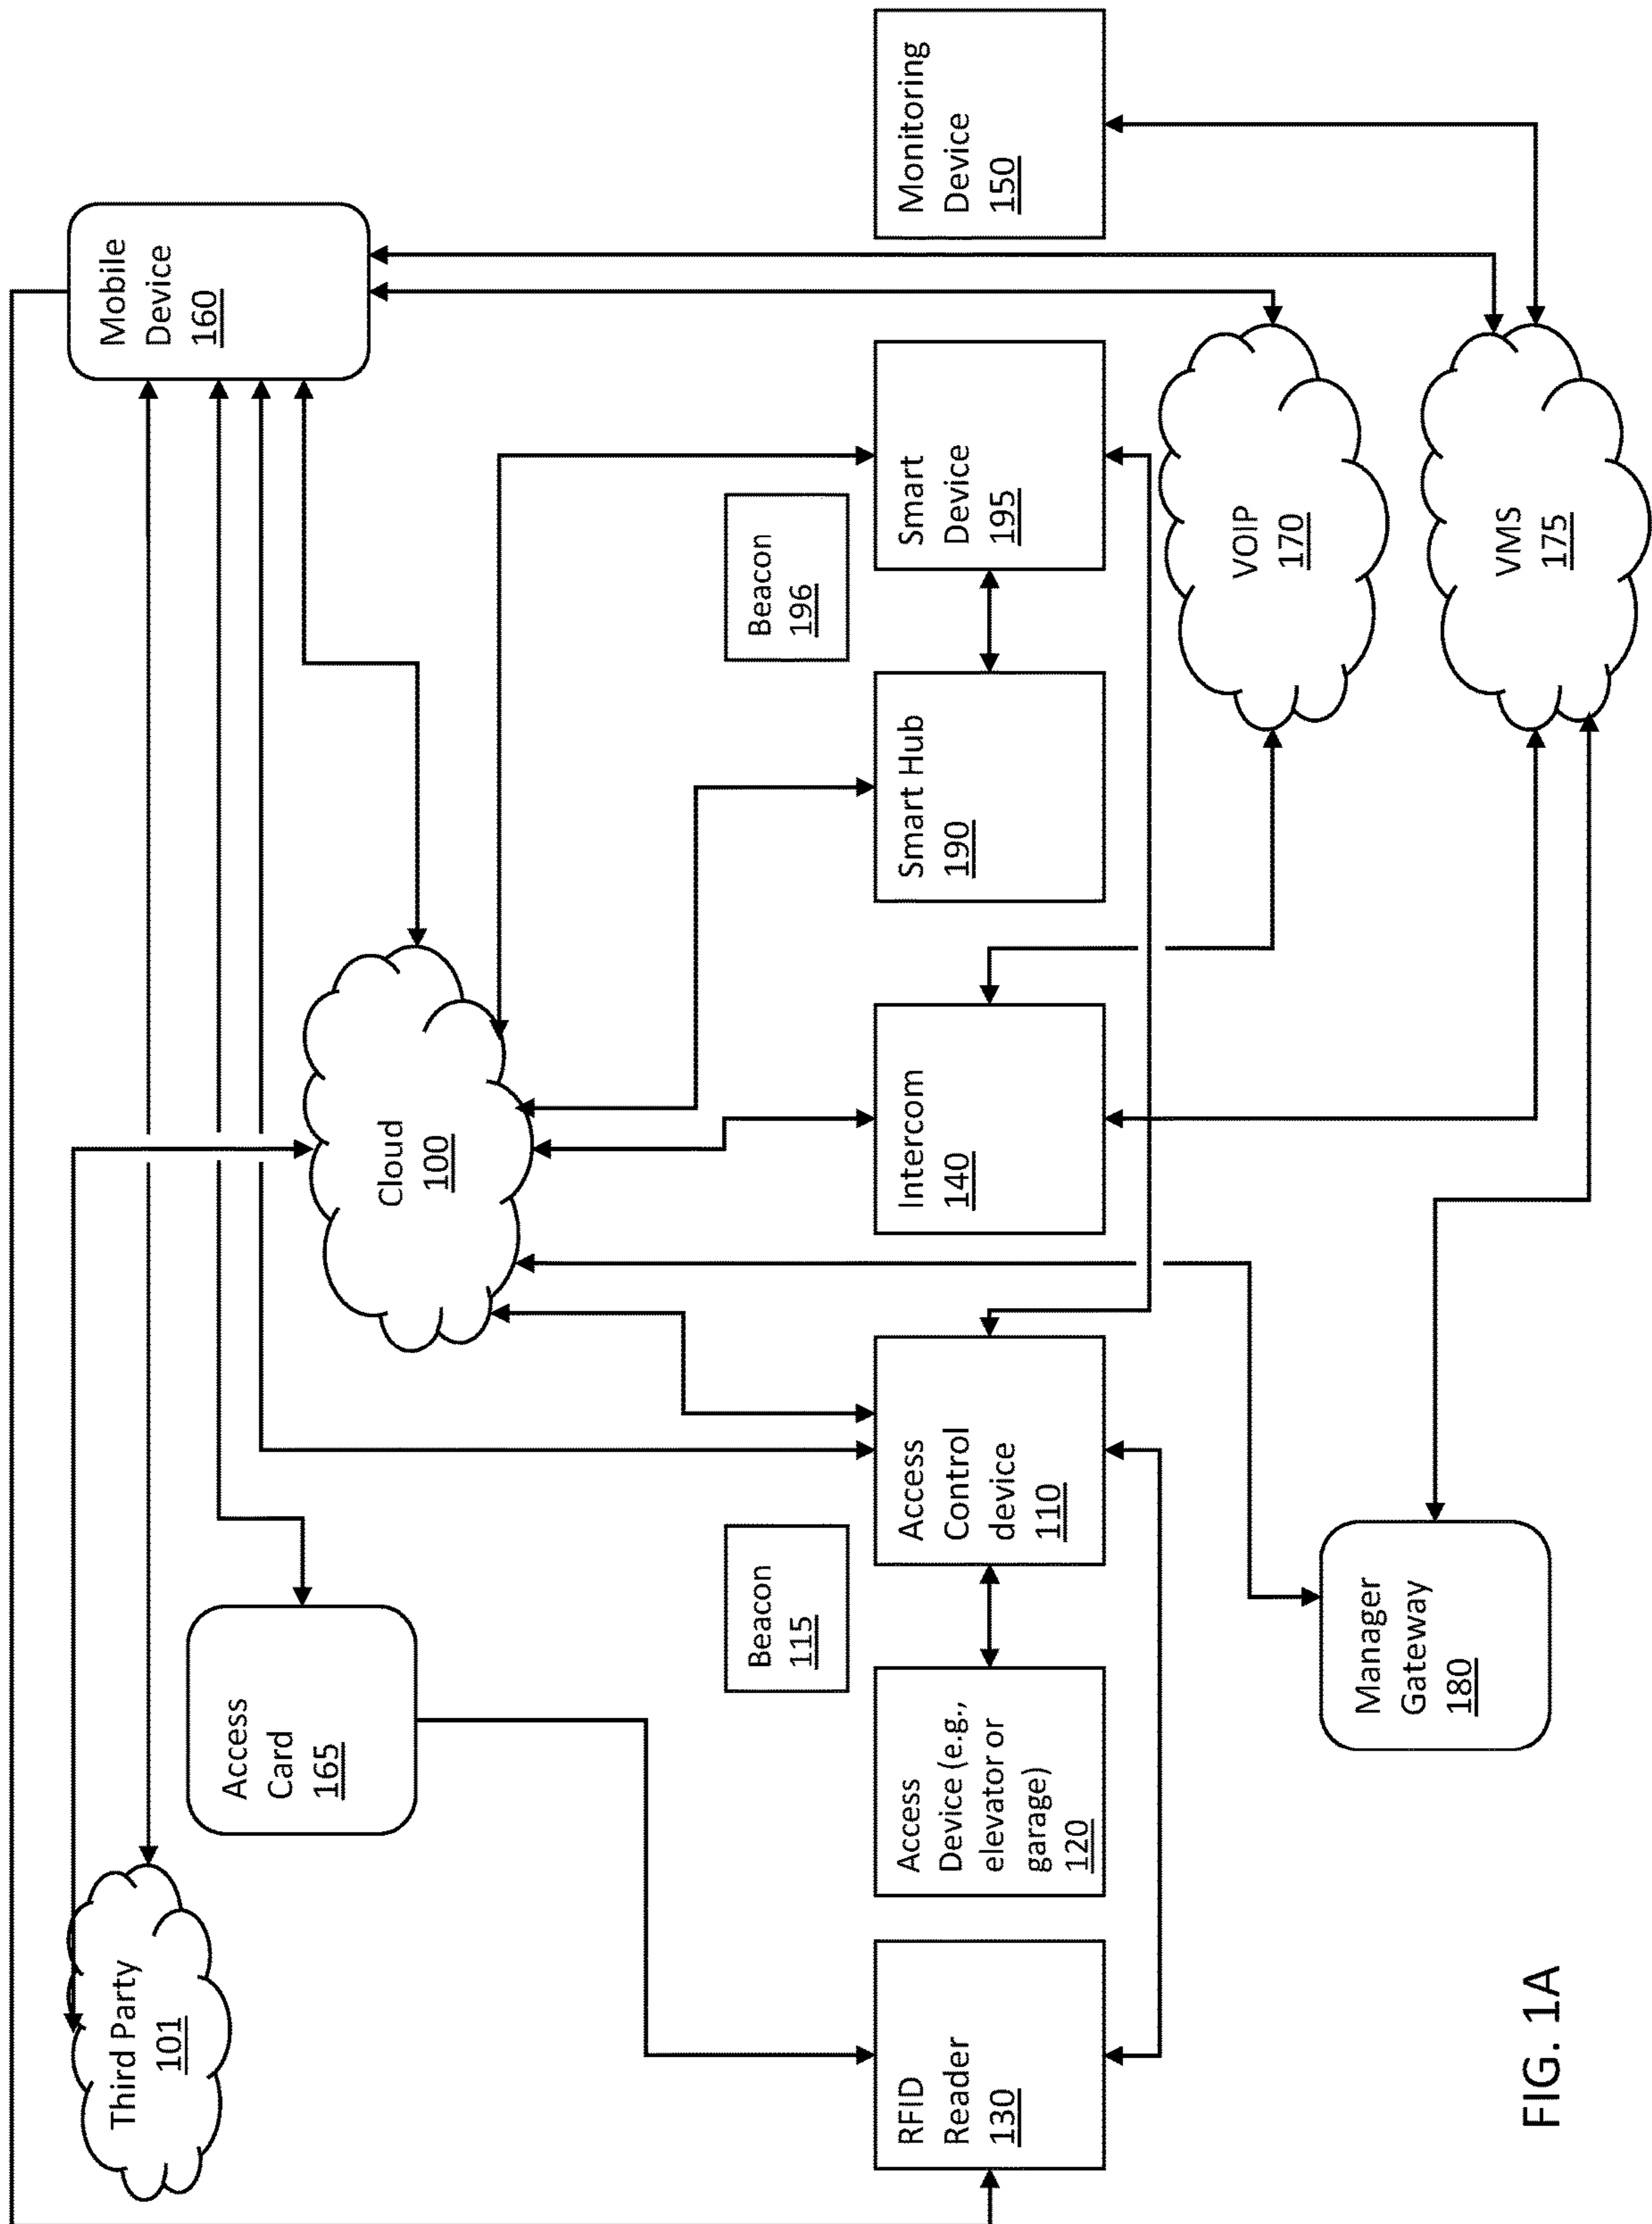 Third Party
101
Access
Card
165
Mobile
Device
160
Cloud
100
Beacon
115
Beacon
196
RFID
Reader
130
Access
Device (e.g.,
elevator or
garage)
120
Access
Control
device
110
Intercom
140
Smart Hub
190
Smart
Device
195
Monitoring
Device
150
VOIP
170
Manager
Gateway
180
VMS
175
FIG. 1A